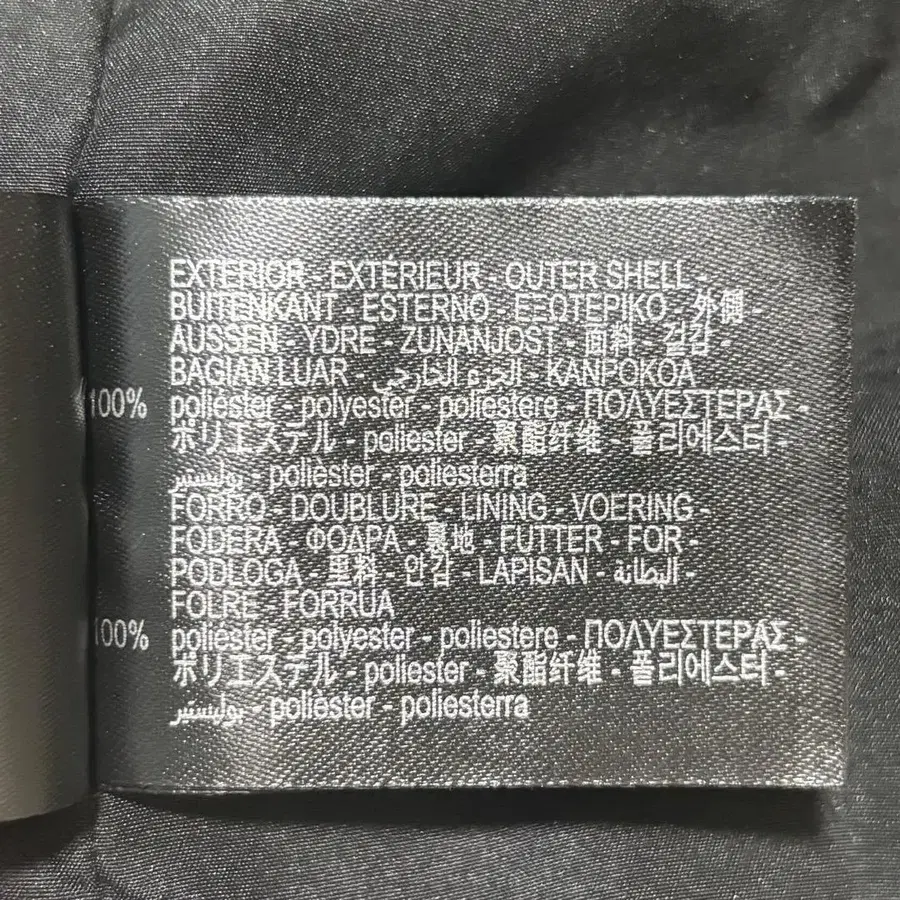 EXTERIOR - EXTÉRIEUR - OUTER SHELL -
BUITENKANT - ESTERNO - ΕΞΩΤΕΡΙΚΟ - 外側 -
AUSSEN - YDRE - ZUNANJOST - 面料 - 겉감 -
BAGIAN LUAR - الجزء الخارجي - KANPOKOA
100% poliéster - polyester - poliestere - ΠΟΛΥΕΣΤΕΡΑΣ -
ポリエステル - poliester - 聚酯纤维 - 폴리에스터 -
بوليستير - polièster - poliesterra
FORRO - DOUBLURE - LINING - VOERING -
FODERA - ΦΟΔΡΑ - 裏地 - FUTTER - FOR -
PODLOGA - 里料 - 안감 - LAPISAN - البطانة -
FOLRE - FORRUA
100% poliéster - polyester - poliestere - ΠΟΛΥΕΣΤΕΡΑΣ -
ポリエステル - poliester - 聚酯纤维 - 폴리에스터 -
بوليستير - polièster - poliesterra